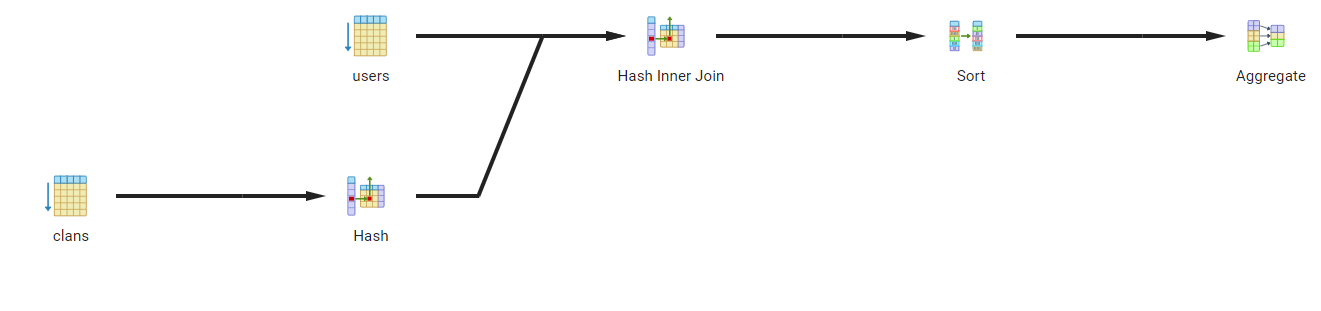 users
Hash Inner Join
Sort
Aggregate
clans
Hash